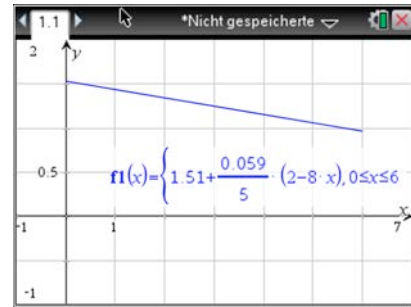 1.1 *Nicht gespeicherte
2 y
0.5 f1(x)={1.51+0.059/5·(2-8·x),0≤x≤6
x
-1 1 7
-1